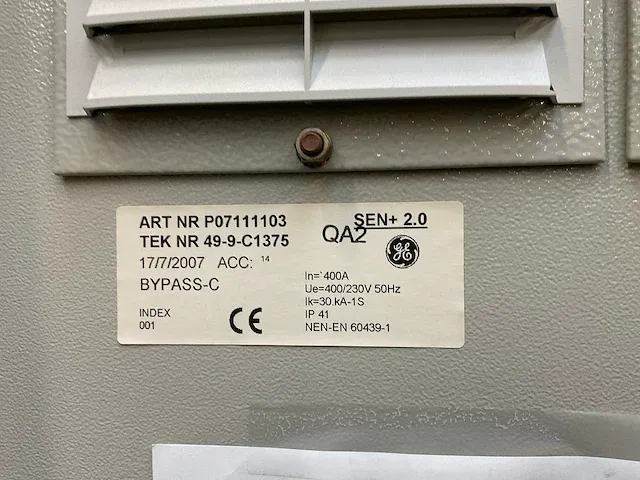 ART NR P07111103
TEK NR 49-9-C1375
17/7/2007 ACC: 14
BYPASS-C
INDEX
001
CE
SEN+ 2.0
QA2
GE
In=`400A
Ue=400/230V 50Hz
Ik=30.kA-1S
IP 41
NEN-EN 60439-1